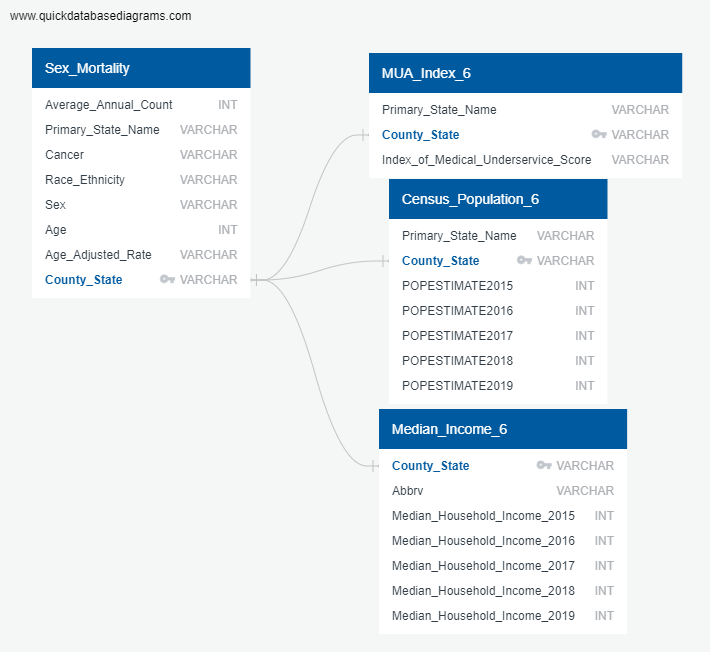 www.quickdatabasediagrams.com
Sex_Mortality
Average_Annual_Count INT
Primary_State_Name VARCHAR
Cancer VARCHAR
Race_Ethnicity VARCHAR
Sex VARCHAR
Age INT
Age_Adjusted_Rate VARCHAR
County_State VARCHAR
MUA_Index_6
Primary_State_Name VARCHAR
County_State VARCHAR
Index_of_Medical_Underservice_Score VARCHAR
Census_Population_6
Primary_State_Name VARCHAR
County_State VARCHAR
POPESTIMATE2015 INT
POPESTIMATE2016 INT
POPESTIMATE2017 INT
POPESTIMATE2018 INT
POPESTIMATE2019 INT
Median_Income_6
County_State VARCHAR
Abbrv VARCHAR
Median_Household_Income_2015 INT
Median_Household_Income_2016 INT
Median_Household_Income_2017 INT
Median_Household_Income_2018 INT
Median_Household_Income_2019 INT